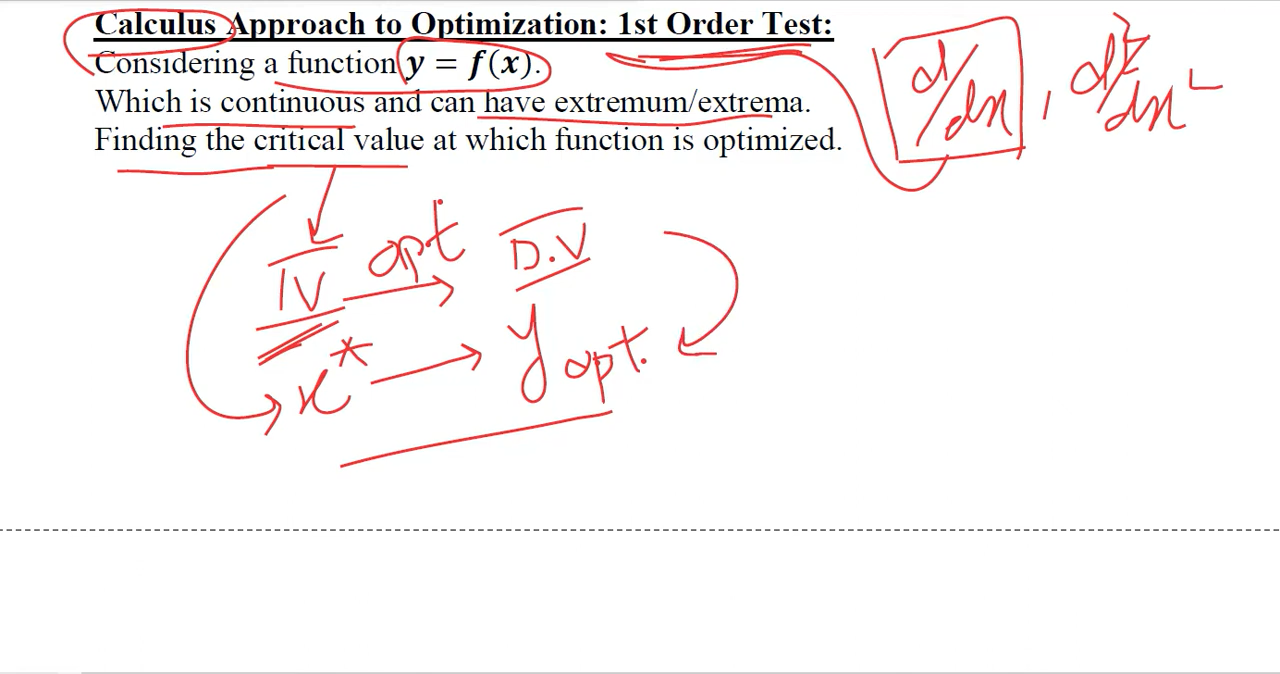 Calculus Approach to Optimization: 1st Order Test:
Considering a function y = f(x).
Which is continuous and can have extremum/extrema.
Finding the critical value at which function is optimized.
d/dx , d²/dx²
IV opt D.V
x* → y opt.